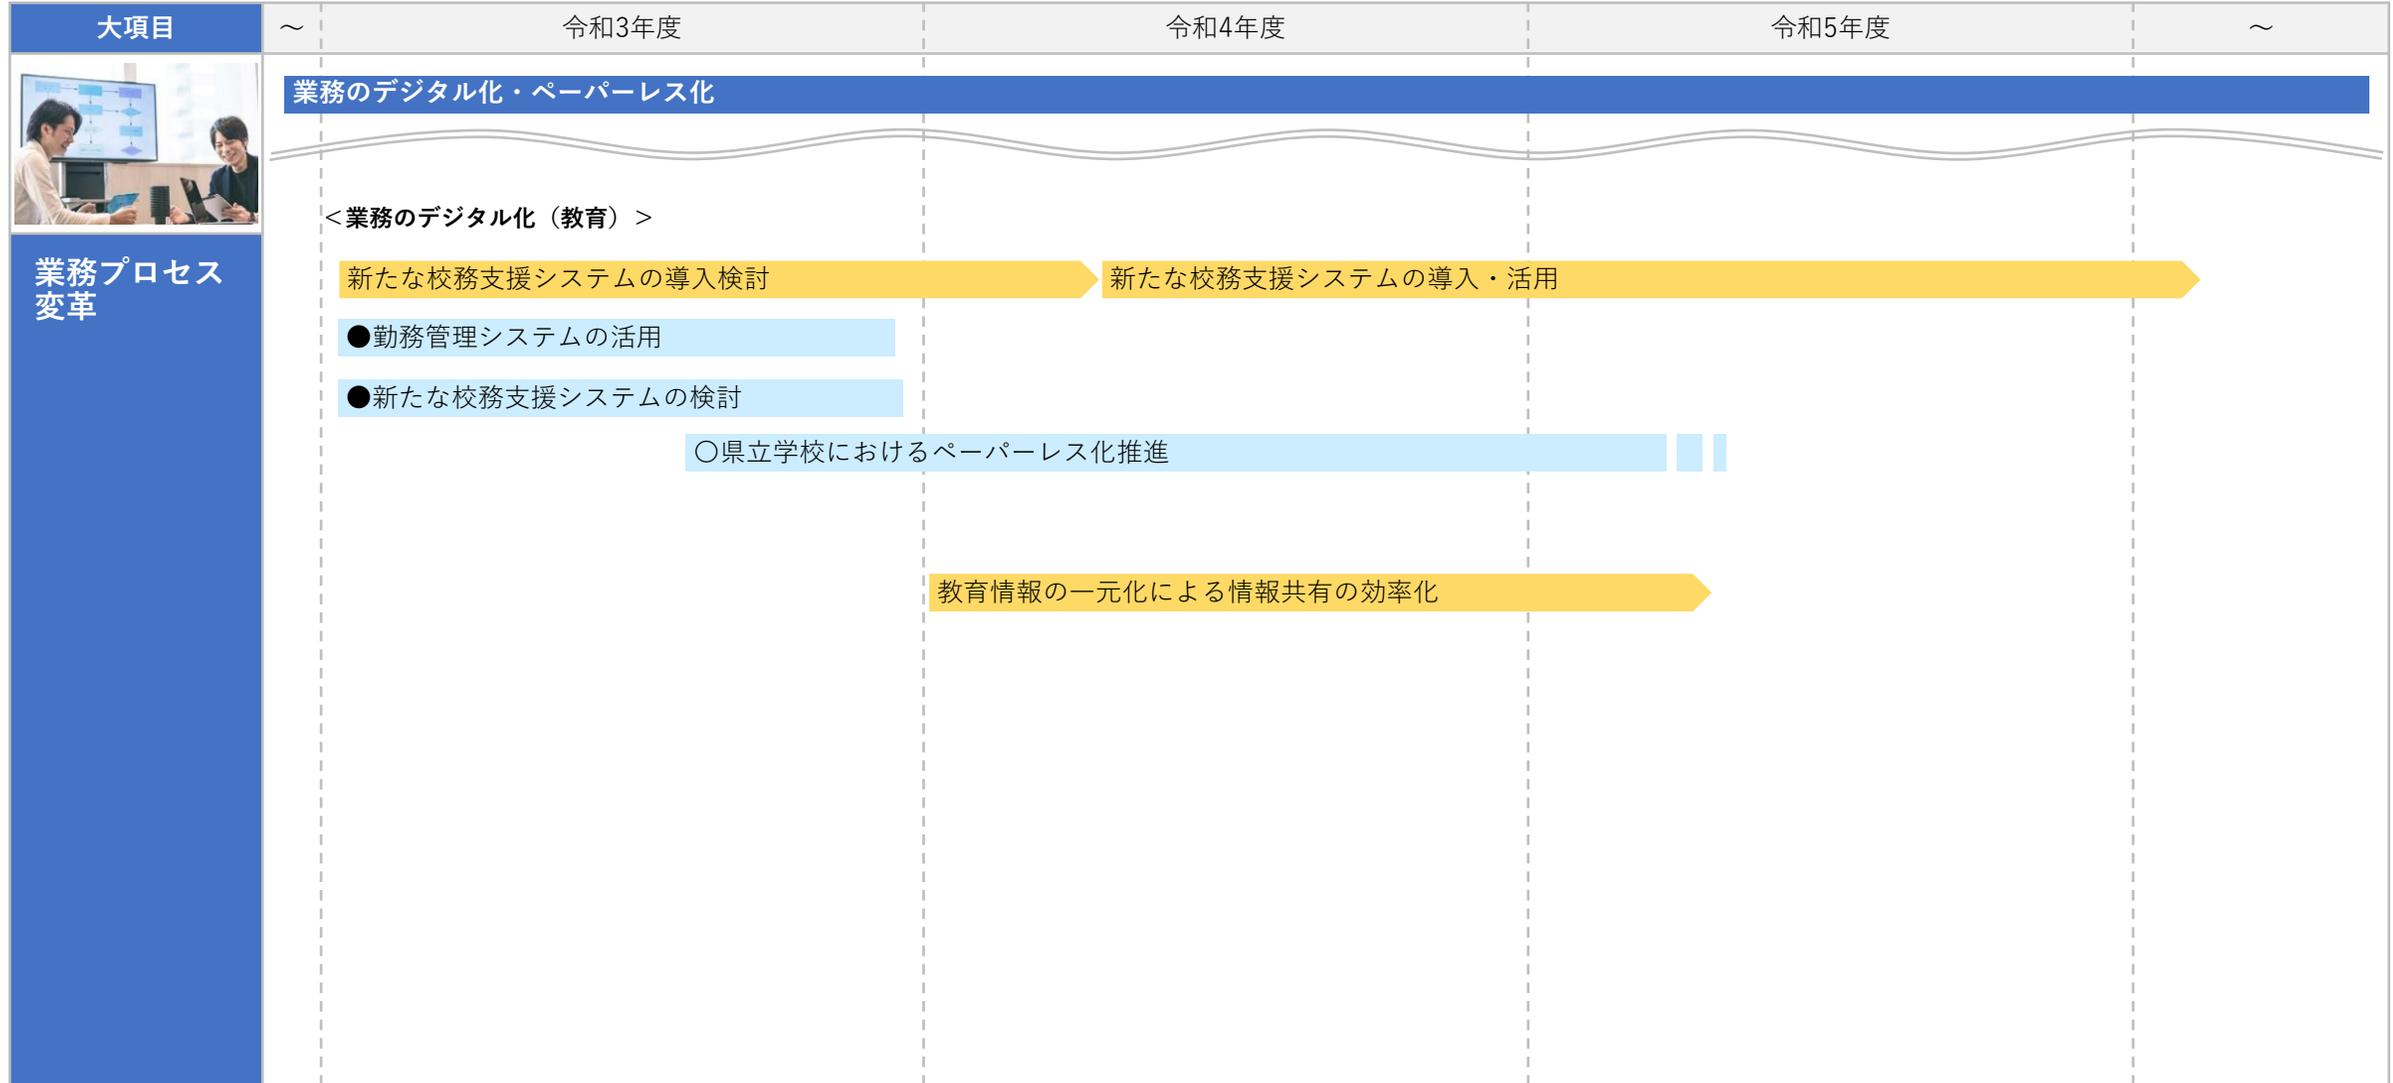 大項目
～
令和3年度
令和4年度
令和5年度
～
業務のデジタル化・ペーパーレス化
＜業務のデジタル化（教育）＞
業務プロセス
変革
新たな校務支援システムの導入検討
新たな校務支援システムの導入・活用
●勤務管理システムの活用
●新たな校務支援システムの検討
〇県立学校におけるペーパーレス化推進
教育情報の一元化による情報共有の効率化